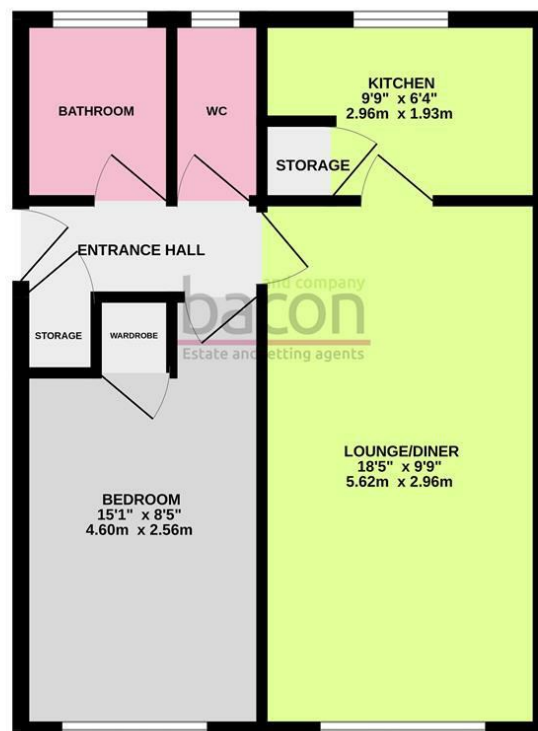 BATHROOM
WC
KITCHEN
9'9" x 6'4"
2.96m x 1.93m
STORAGE
ENTRANCE HALL
and company
bacon
Estate and letting agents
STORAGE
WARDROBE
LOUNGE/DINER
18'5" x 9'9"
5.62m x 2.96m
BEDROOM
15'1" x 8'5"
4.60m x 2.56m